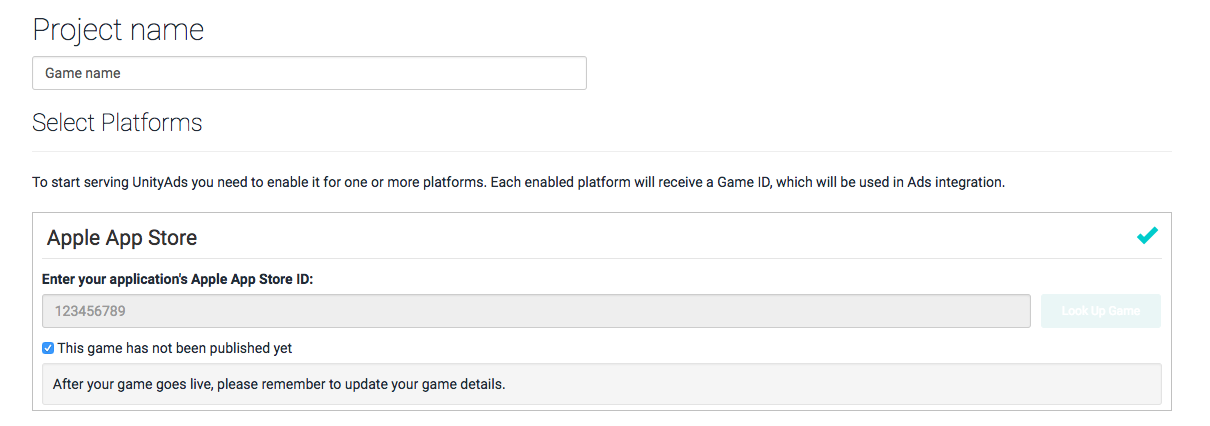 Project name
Game name
Select Platforms
To start serving UnityAds you need to enable it for one or more platforms. Each enabled platform will receive a Game ID, which will be used in Ads integration.
Apple App Store
Enter your application's Apple App Store ID:
123456789
Look Up Game
This game has not been published yet
After your game goes live, please remember to update your game details.